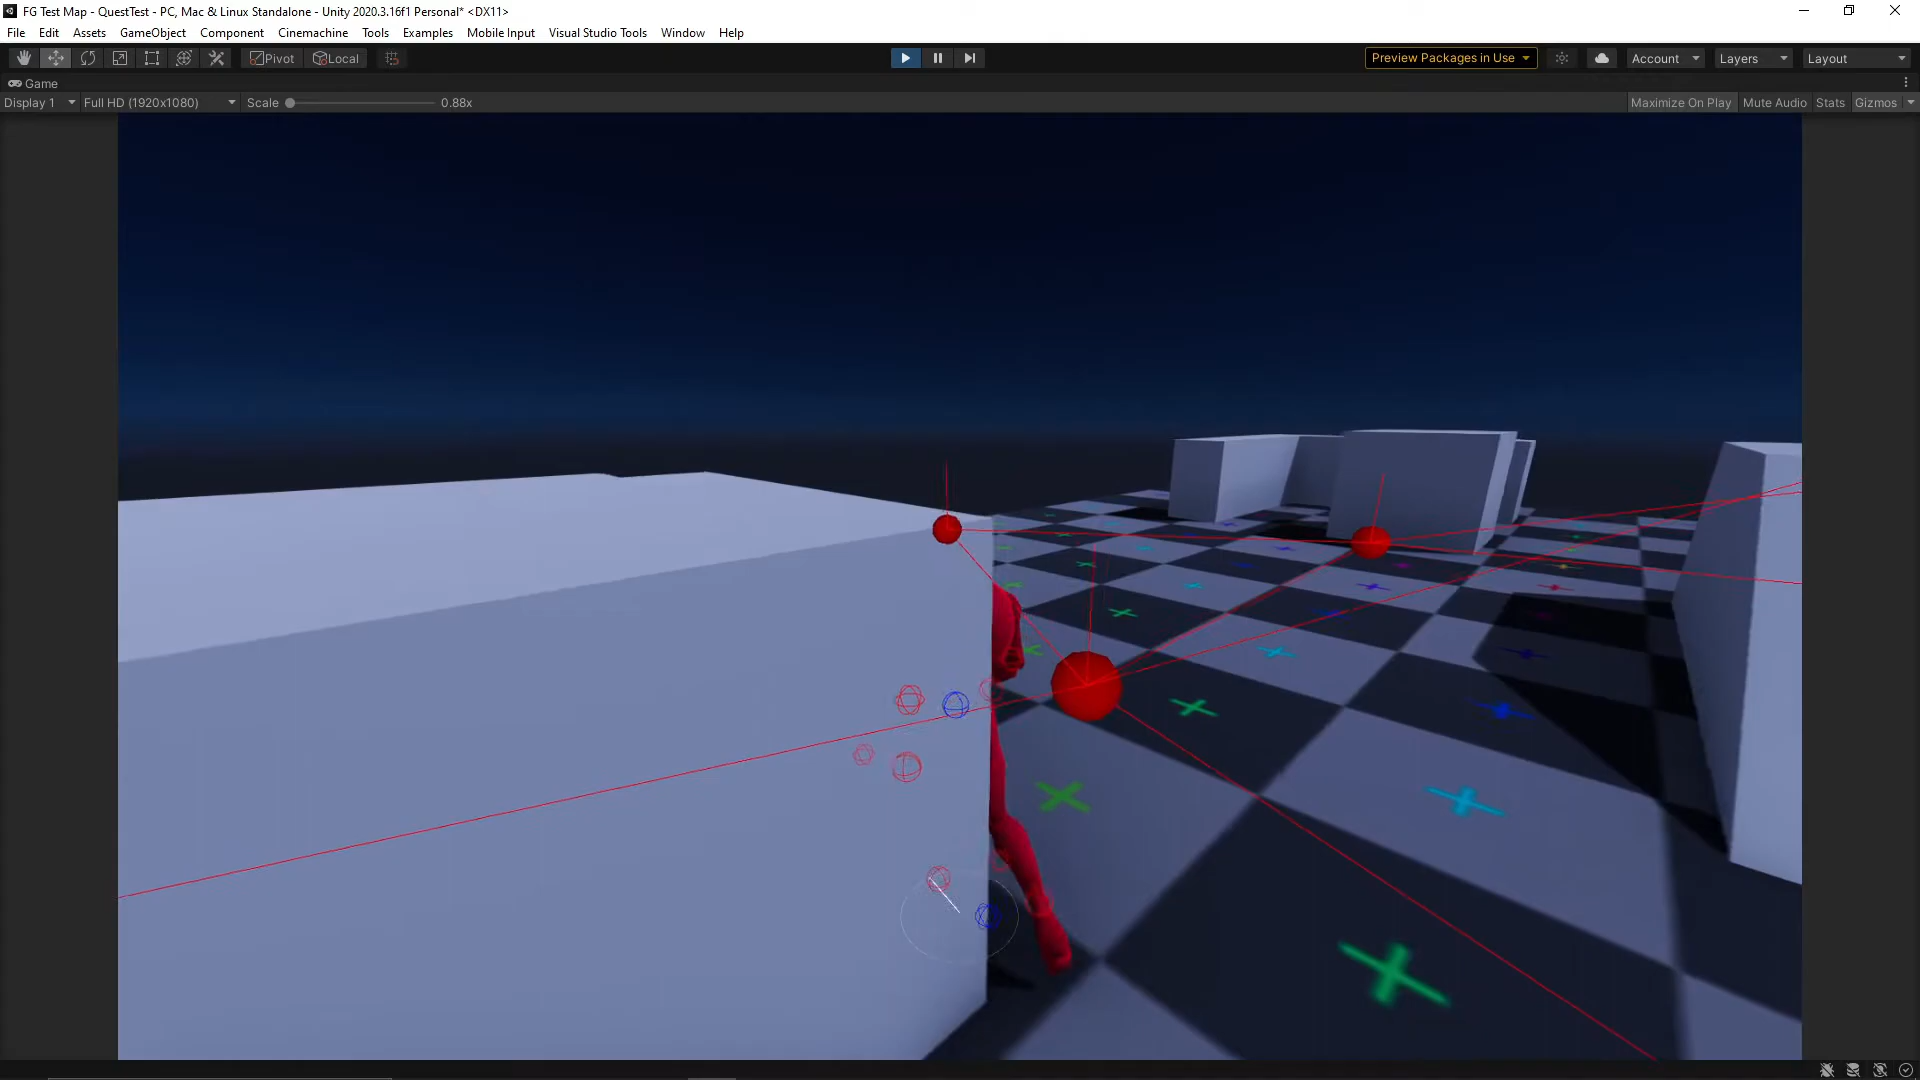 FG Test Map - QuestTest - PC, Mac & Linux Standalone - Unity 2020.3.16f1 Personal* <DX11>
File Edit Assets GameObject Component Cinemachine Tools Examples Mobile Input Visual Studio Tools Window Help
Pivot Local Preview Packages in Use Account Layers Layout
Game
Display 1 Full HD (1920x1080) Scale 0.88x Maximize On Play Mute Audio Stats Gizmos